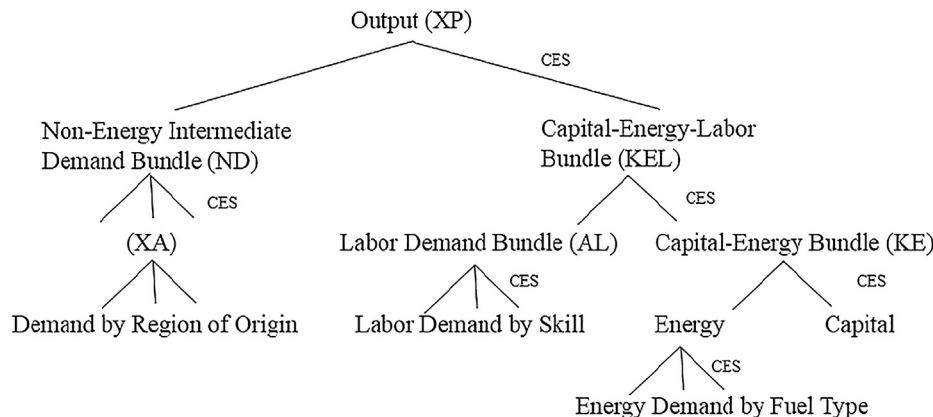 Output (XP)
CES
Non-Energy Intermediate
Demand Bundle (ND)
Capital-Energy-Labor
Bundle (KEL)
CES
CES
(XA)
Labor Demand Bundle (AL)
Capital-Energy Bundle (KE)
CES
CES
Demand by Region of Origin
Labor Demand by Skill
Energy
Capital
CES
Energy Demand by Fuel Type